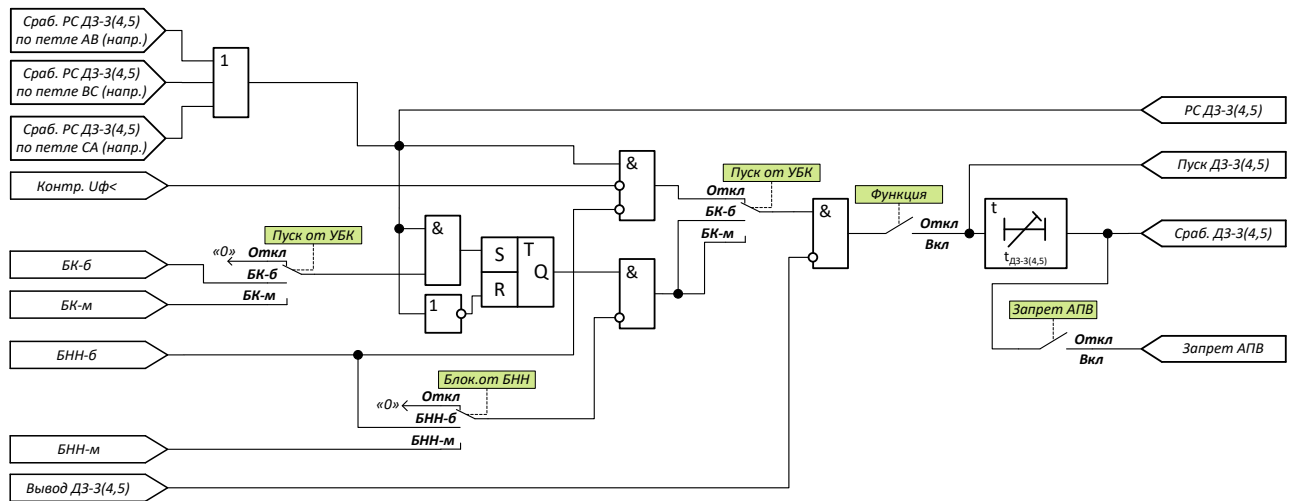 Сраб. РС ДЗ-3(4,5)
по петле AB (напр.)
Сраб. РС ДЗ-3(4,5)
по петле BC (напр.)
Сраб. РС ДЗ-3(4,5)
по петле CA (напр.)
1
РС ДЗ-3(4,5)
Контр. Uф<
&
Пуск от УБК
Откл
БК-б
БК-м
&
Функция
Откл
Вкл
Пуск ДЗ-3(4,5)
t
tДЗ-3(4,5)
Сраб. ДЗ-3(4,5)
БК-б
БК-м
«0»
Пуск от УБК
Откл
БК-б
БК-м
&
1
S
R
T
Q
&
Запрет АПВ
Откл
Вкл
Запрет АПВ
БНН-б
Блок.от БНН
«0»
Откл
БНН-б
БНН-м
БНН-м
Вывод ДЗ-3(4,5)